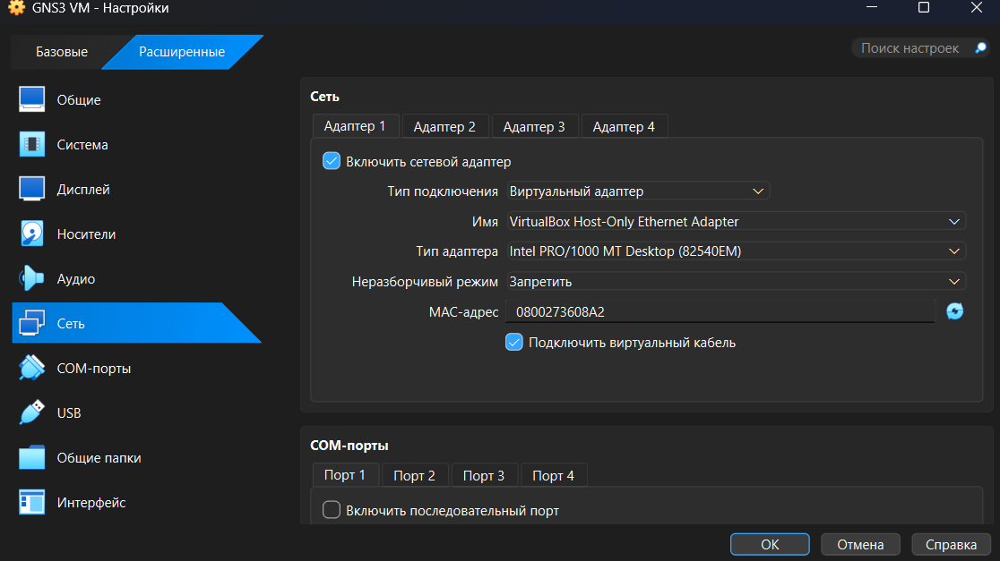 GNS3 VM - Настройки
Базовые
Расширенные
Поиск настроек
Общие
Система
Дисплей
Носители
Аудио
Сеть
COM-порты
USB
Общие папки
Интерфейс
Сеть
Адаптер 1
Адаптер 2
Адаптер 3
Адаптер 4
Включить сетевой адаптер
Тип подключения Виртуальный адаптер
Имя VirtualBox Host-Only Ethernet Adapter
Тип адаптера Intel PRO/1000 MT Desktop (82540EM)
Неразборчивый режим Запретить
MAC-адрес 0800273608A2
Подключить виртуальный кабель
COM-порты
Порт 1
Порт 2
Порт 3
Порт 4
Включить последовательный порт
OK
Отмена
Справка